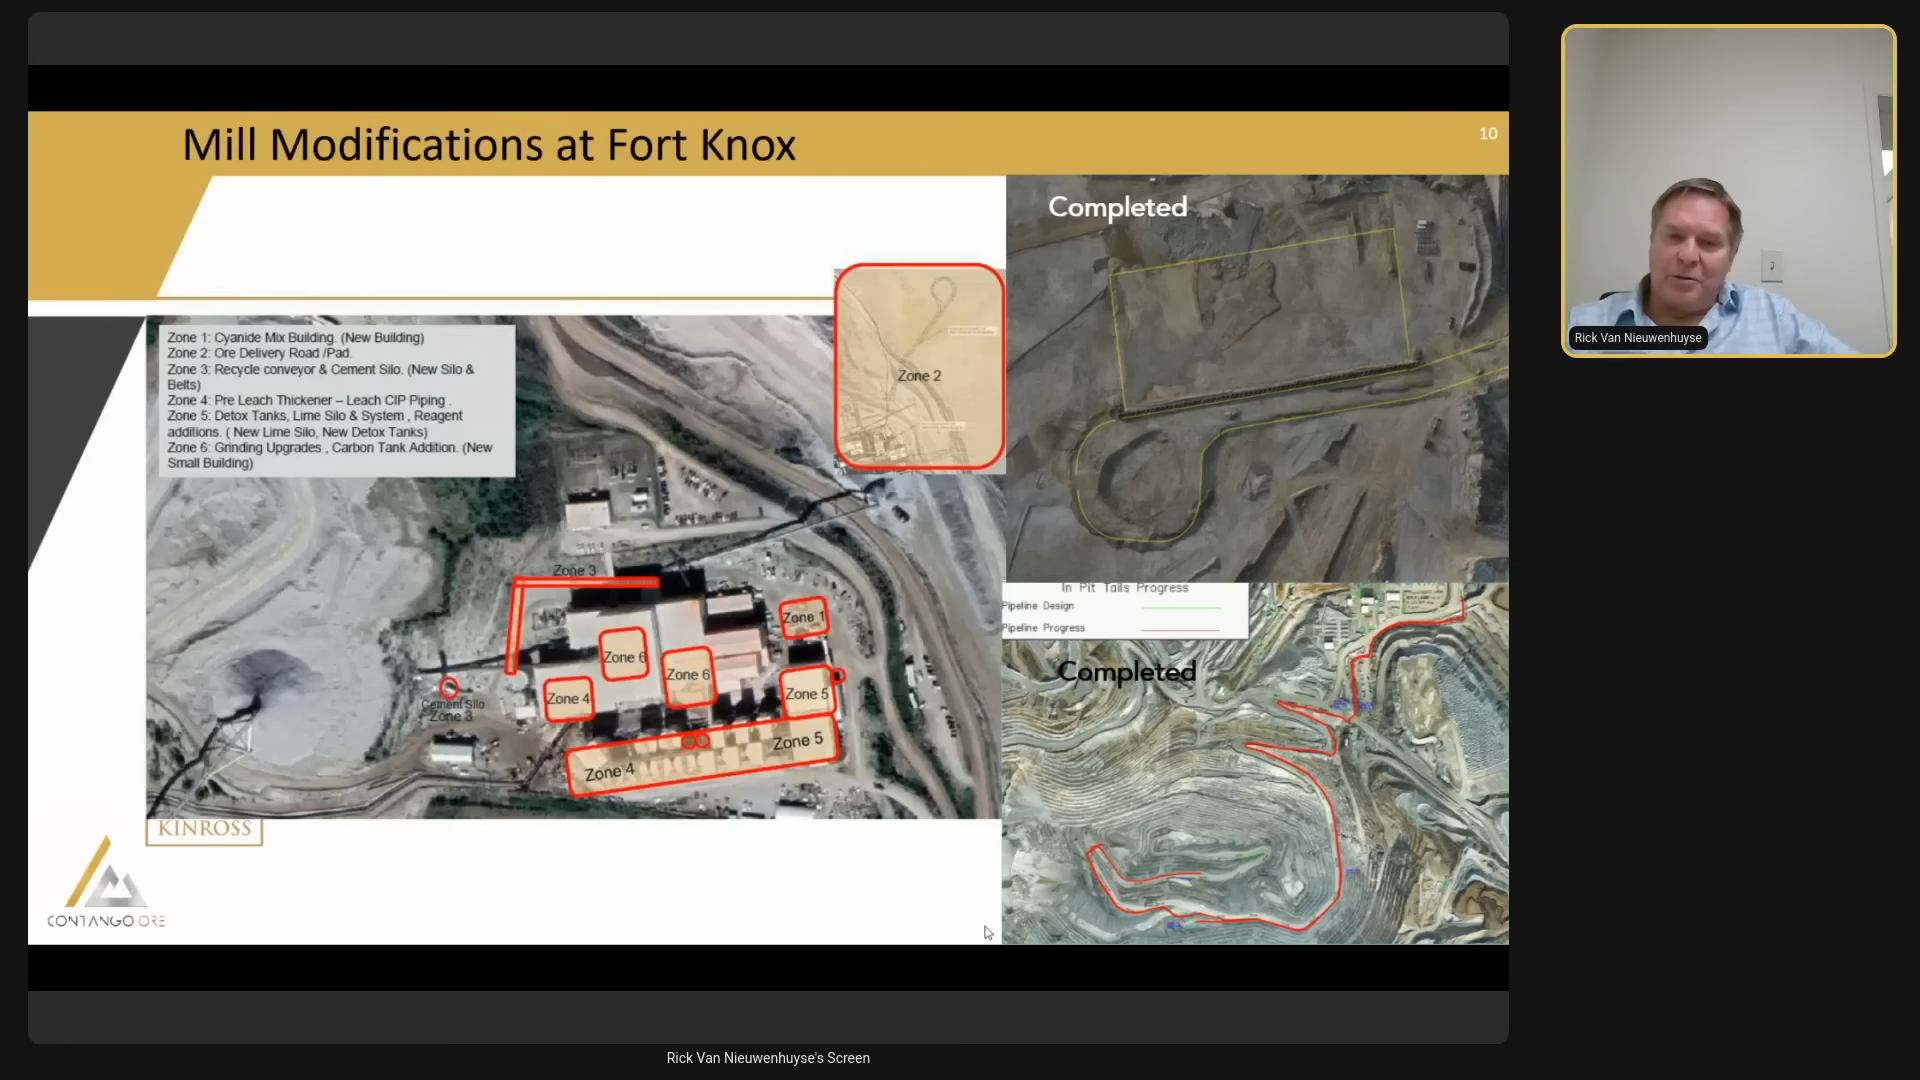 Mill Modifications at Fort Knox
10
Completed
Zone 1: Cyanide Mix Building. (New Building)
Zone 2: Ore Delivery Road /Pad.
Zone 3: Recycle conveyor & Cement Silo. (New Silo &
Belts)
Zone 4: Pre Leach Thickener – Leach CIP Piping .
Zone 5: Detox Tanks, Lime Silo & System , Reagent
additions. ( New Lime Silo, New Detox Tanks)
Zone 6: Grinding Upgrades , Carbon Tank Addition. (New
Small Building)
Zone 2
Zone 3
Zone 1
Zone 6
Zone 6
Zone 4
Zone 5
Cement Silo
Zone 3
Zone 5
Zone 4
In Pit Tails Progress
Pipeline Design
Pipeline Progress
Completed
KINROSS
CONTANGO ORE
Rick Van Nieuwenhuyse
Rick Van Nieuwenhuyse's Screen